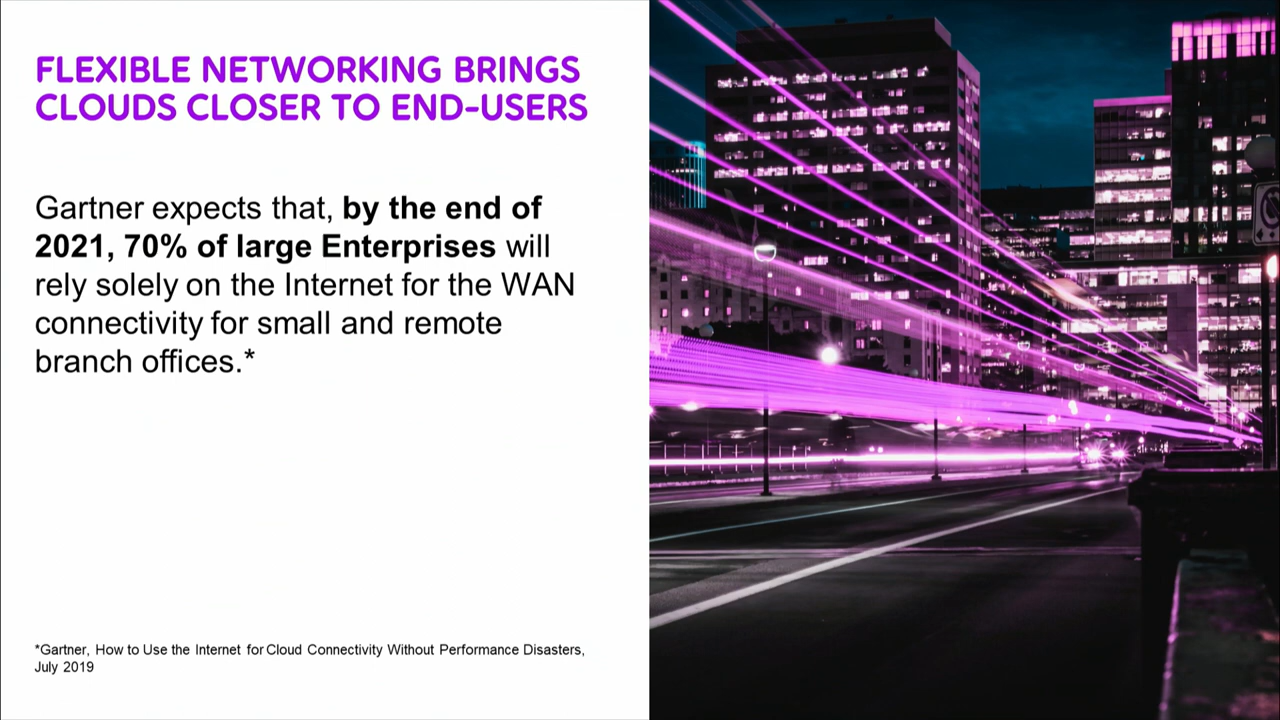 FLEXIBLE NETWORKING BRINGS
CLOUDS CLOSER TO END-USERS
Gartner expects that, by the end of
2021, 70% of large Enterprises will
rely solely on the Internet for the WAN
connectivity for small and remote
branch offices.*
*Gartner, How to Use the Internet for Cloud Connectivity Without Performance Disasters,
July 2019